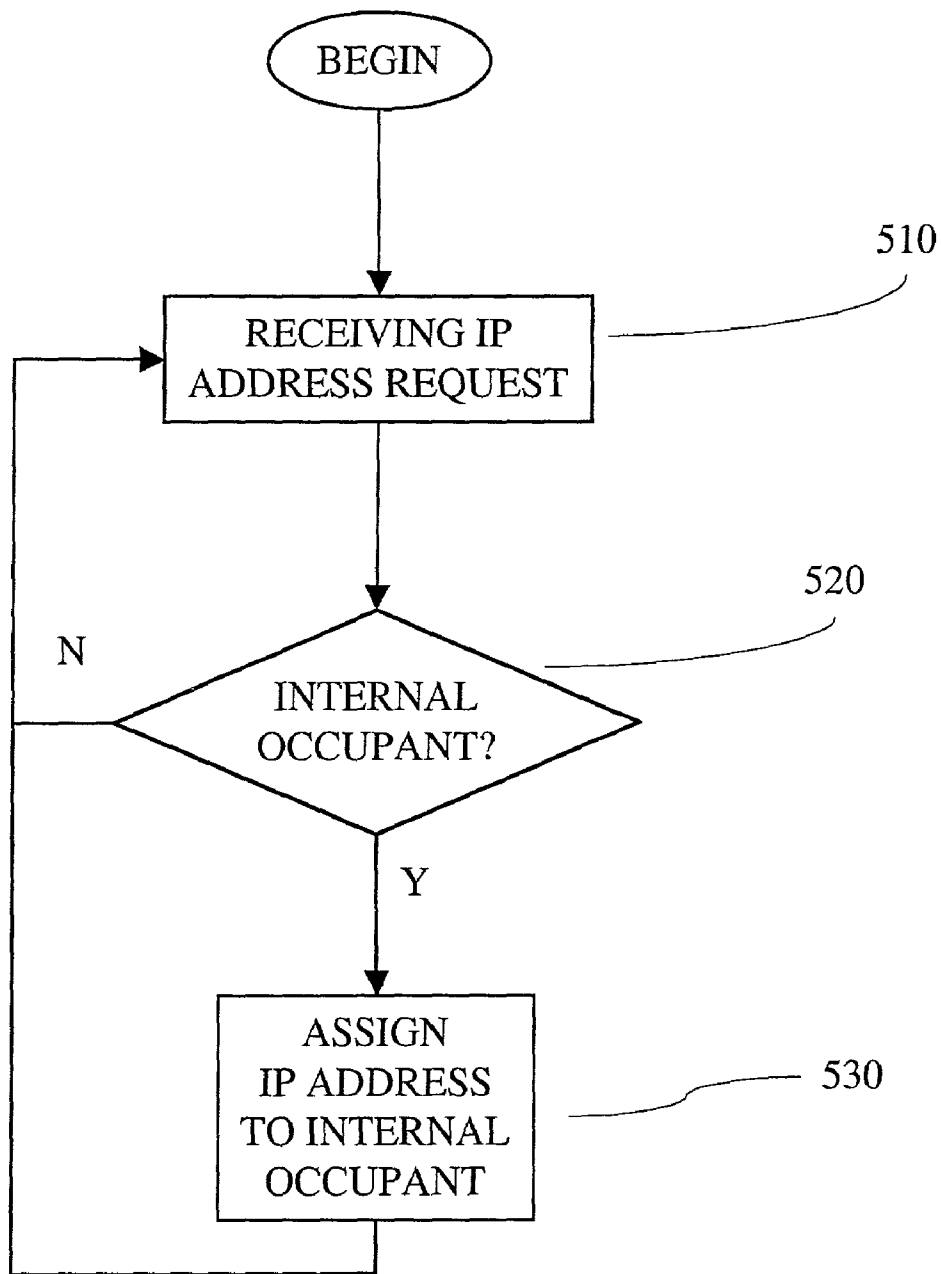 BEGIN
510
RECEIVING IP
ADDRESS REQUEST
520
N
INTERNAL
OCCUPANT?
Y
ASSIGN
IP ADDRESS
TO INTERNAL
OCCUPANT
530